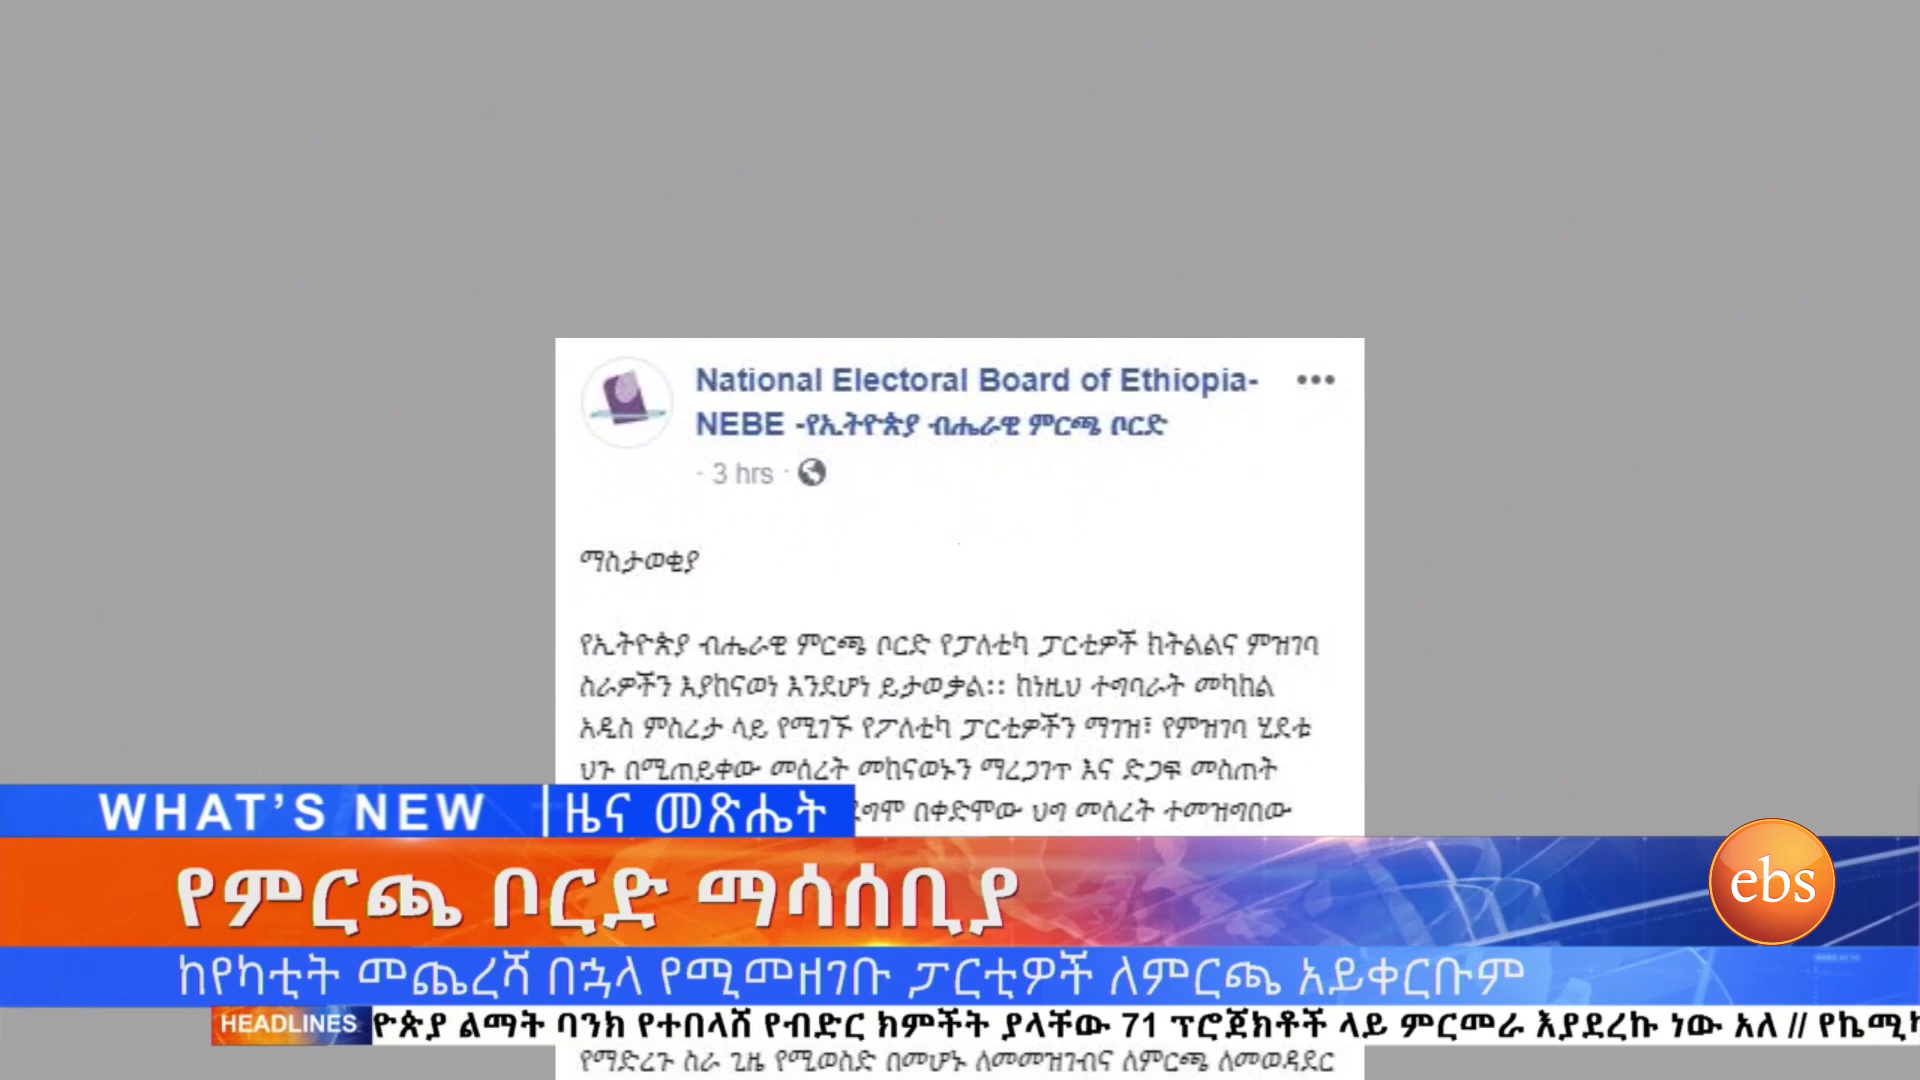 National Electoral Board of Ethiopia-
NEBE -የኢትዮጵያ ብሔራዊ ምርጫ ቦርድ
· 3 hrs ·
ማስታወቂያ
የኢትዮጵያ ብሔራዊ ምርጫ ቦርድ የፓለቲካ ፓርቲዎች ክትልልና ምዝገባ
ስራዎችን እያከናወነ እንደሆነ ይታወቃል፡፡ ከነዚህ ተግባራት መካከል
አዲስ ምስረታ ላይ የሚገኙ የፖለቲካ ፓርቲዎችን ማገዝ፣ የምዝገባ ሂደቱ
ህጉ በሚጠይቀው መሰረት መከናወኑን ማረጋገጥ እና ድጋፍ መስጠት
በቀድሞው ህግ መሰረት ተመዝግበው
WHAT'S NEW | ዜና መጽሔት
የምርጫ ቦርድ ማሳሰቢያ
ebs
ከየካቲት መጨረሻ በኋላ የሚመዘገቡ ፓርቲዎች ለምርጫ አይቀርቡም
HEADLINES ዮጵያ ልማት ባንክ የተበላሸ የብድር ክምችት ያላቸው 71 ፕሮጀክቶች ላይ ምርመራ እያደረኩ ነው አለ // የኬሚካ
የማድረጉ ስራ ጊዜ የሚወስድ በመሆኑ ለመመዝገብና ለምርጫ ለመወዳደር